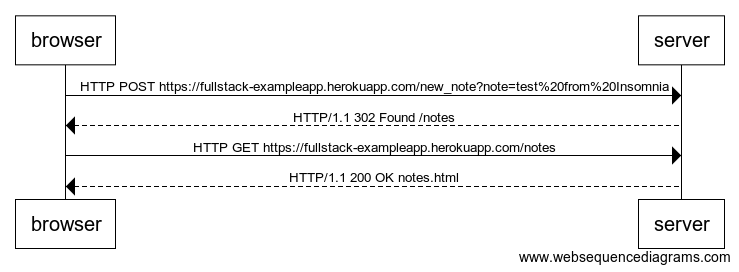 browser server
HTTP POST https://fullstack-exampleapp.herokuapp.com/new_note?note=test%20from%20Insomnia
HTTP/1.1 302 Found /notes
HTTP GET https://fullstack-exampleapp.herokuapp.com/notes
HTTP/1.1 200 OK notes.html
browser server
www.websequencediagrams.com